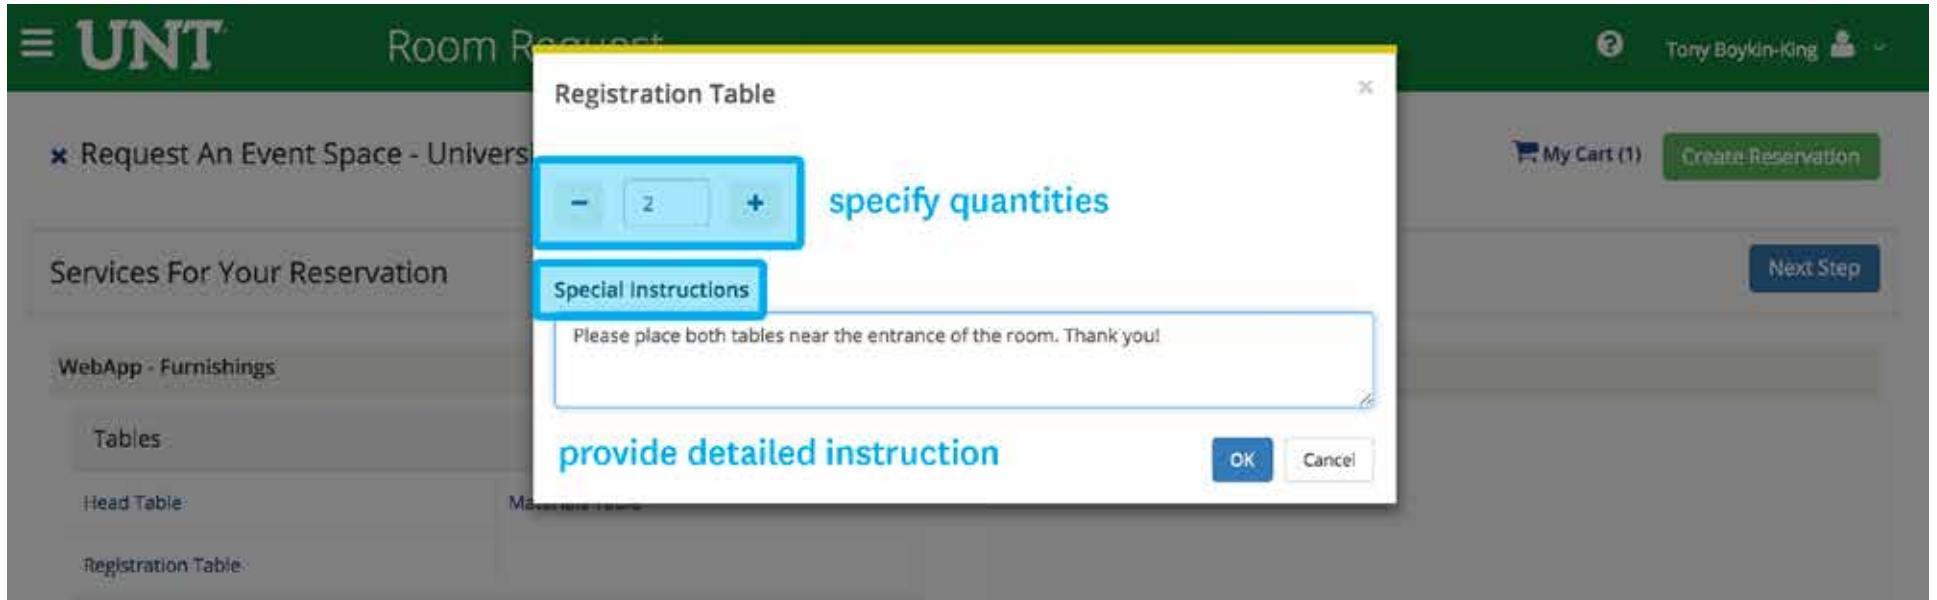 UNT Room R Tony Boykin-King
Registration Table
× Request An Event Space - Universi My Cart (1) Create Reservation
2 specify quantities
Services For Your Reservation Next Step
Special Instructions
Please place both tables near the entrance of the room. Thank you!
WebApp - Furnishings
Tables
provide detailed instruction OK Cancel
Head Table
Registration Table